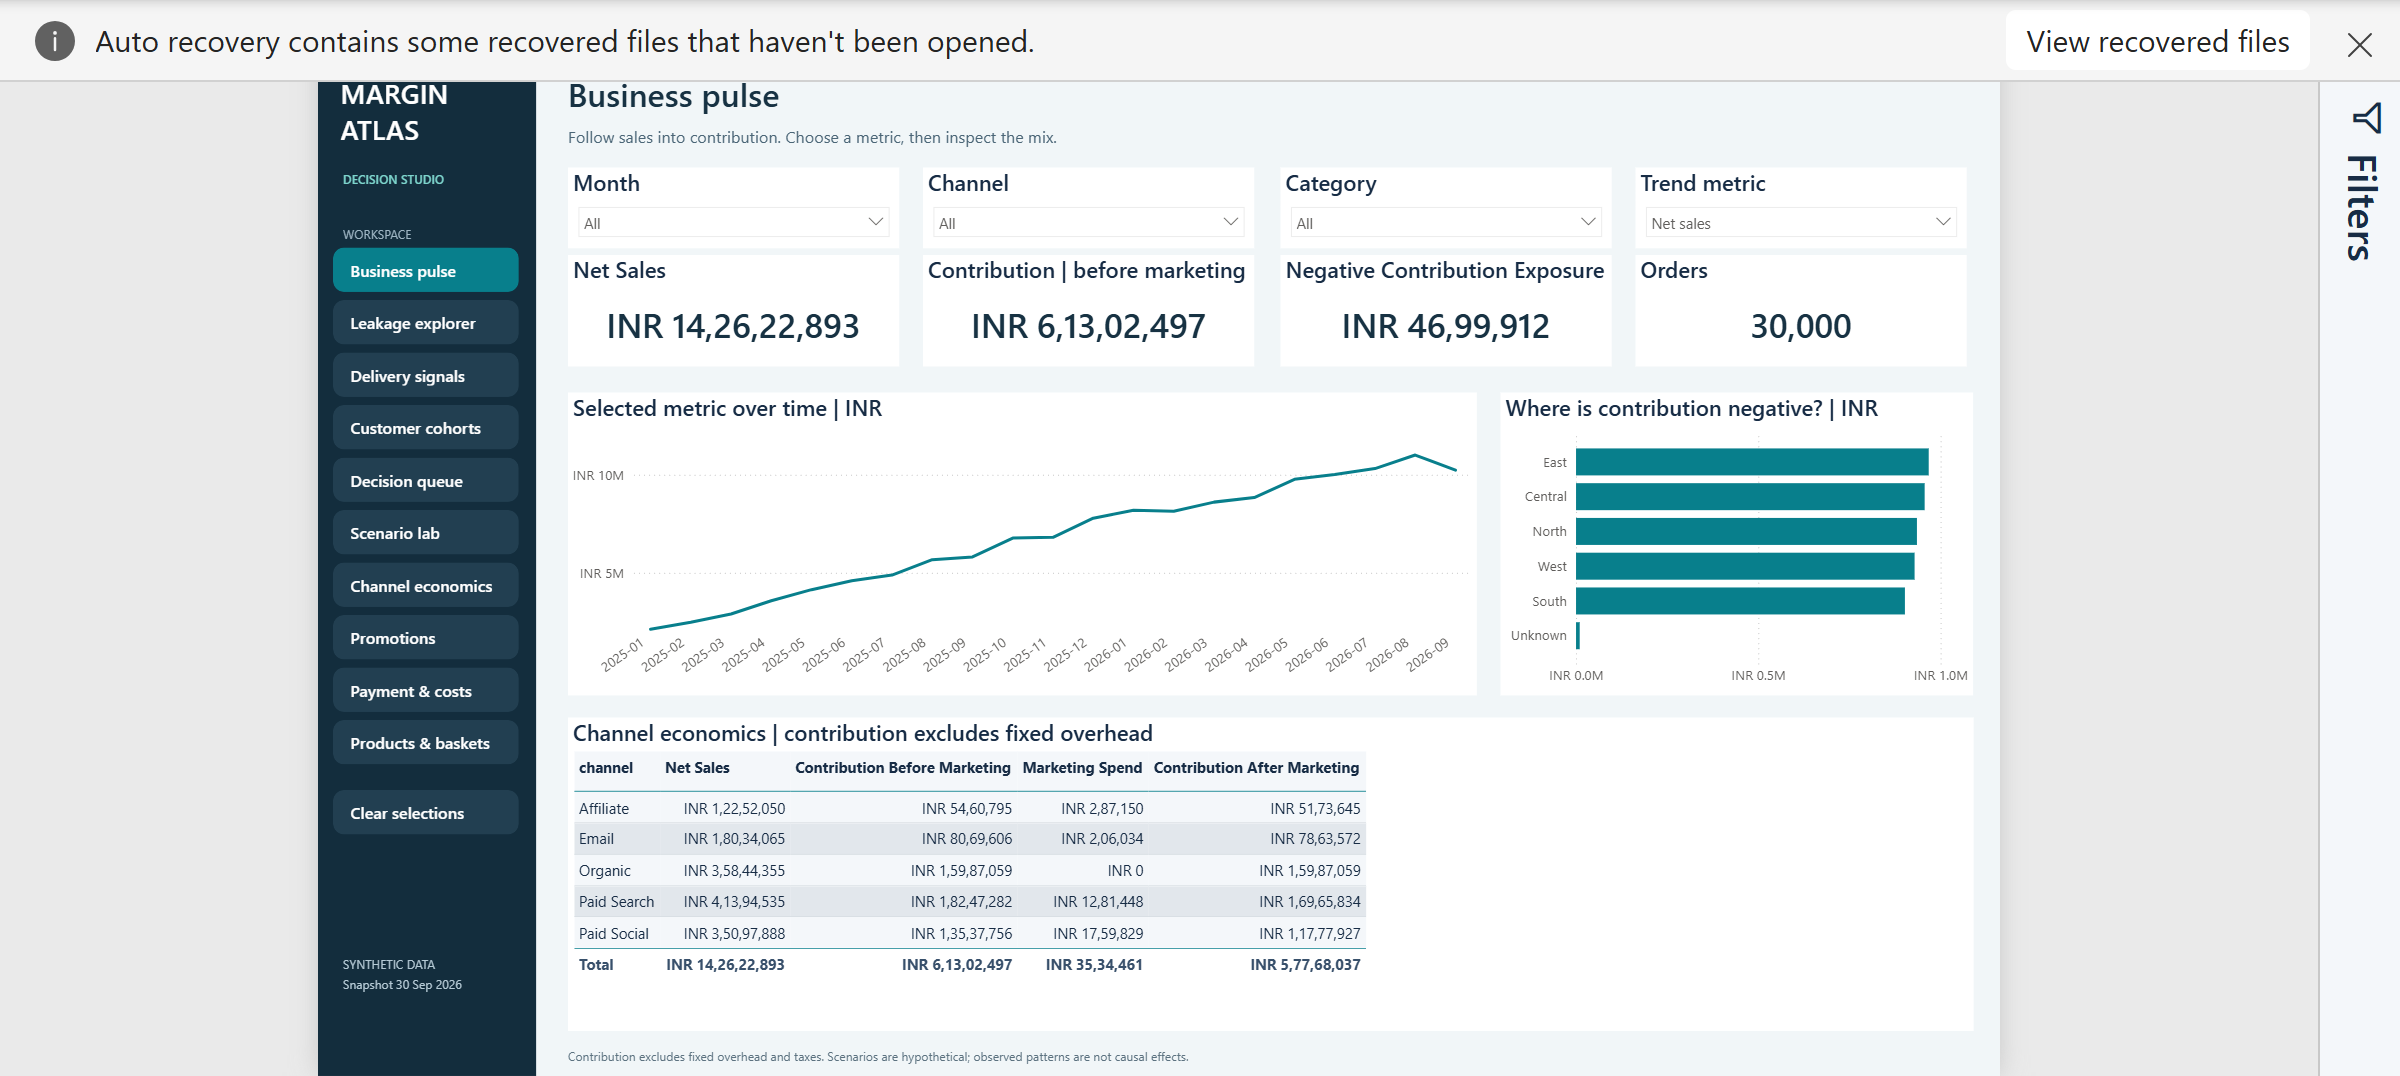 Auto recovery contains some recovered files that haven't been opened.
View recovered files
MARGIN
ATLAS
DECISION STUDIO
WORKSPACE
Business pulse
Leakage explorer
Delivery signals
Customer cohorts
Decision queue
Scenario lab
Channel economics
Promotions
Payment & costs
Products & baskets
Clear selections
SYNTHETIC DATA
Snapshot 30 Sep 2026
Business pulse
Follow sales into contribution. Choose a metric, then inspect the mix.
Month
All
Channel
All
Category
All
Trend metric
Net sales
Net Sales
INR 14,26,22,893
Contribution | before marketing
INR 6,13,02,497
Negative Contribution Exposure
INR 46,99,912
Orders
30,000
Selected metric over time | INR
INR 10M
INR 5M
2025-01 2025-02 2025-03 2025-04 2025-05 2025-06 2025-07 2025-08 2025-09 2025-10 2025-11 2025-12 2026-01 2026-02 2026-03 2026-04 2026-05 2026-06 2026-07 2026-08 2026-09
Where is contribution negative? | INR
East
Central
North
West
South
Unknown
INR 0.0M INR 0.5M INR 1.0M
Channel economics | contribution excludes fixed overhead
channel Net Sales Contribution Before Marketing Marketing Spend Contribution After Marketing
Affiliate INR 1,22,52,050 INR 54,60,795 INR 2,87,150 INR 51,73,645
Email INR 1,80,34,065 INR 80,69,606 INR 2,06,034 INR 78,63,572
Organic INR 3,58,44,355 INR 1,59,87,059 INR 0 INR 1,59,87,059
Paid Search INR 4,13,94,535 INR 1,82,47,282 INR 12,81,448 INR 1,69,65,834
Paid Social INR 3,50,97,888 INR 1,35,37,756 INR 17,59,829 INR 1,17,77,927
Total INR 14,26,22,893 INR 6,13,02,497 INR 35,34,461 INR 5,77,68,037
Contribution excludes fixed overhead and taxes. Scenarios are hypothetical; observed patterns are not causal effects.
Filters